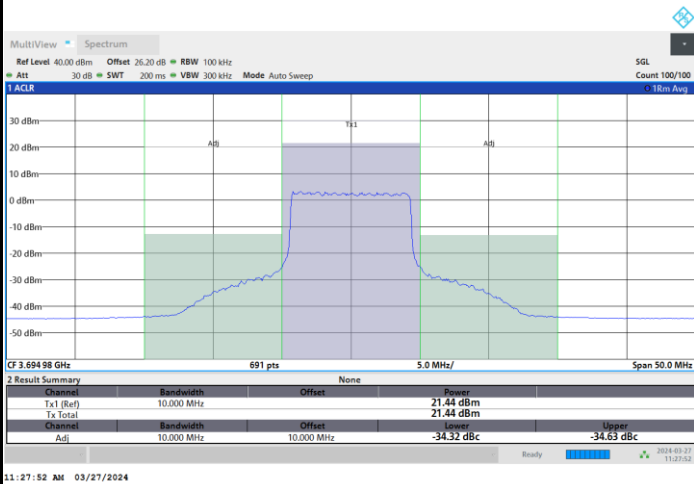 MultiView Spectrum
Ref Level 40.00 dBm Offset 26.20 dB RBW 100 kHz SGL
Att 30 dB SWT 200 ms VBW 300 kHz Mode Auto Sweep Count 100/100
1 ACLR 1Rm Avg
30 dBm
Tx1
20 dBm
Adj Adj
10 dBm
0 dBm
-10 dBm
-20 dBm
-30 dBm
-40 dBm
-50 dBm
CF 3.694 98 GHz 691 pts 5.0 MHz/ Span 50.0 MHz
2 Result Summary None
Channel Bandwidth Offset Power
Tx1 (Ref) 10.000 MHz 21.44 dBm
Tx Total 21.44 dBm
Channel Bandwidth Offset Lower Upper
Adj 10.000 MHz 10.000 MHz -34.32 dBc -34.63 dBc
Ready 2024-03-27
11:27:52
11:27:52 AM 03/27/2024